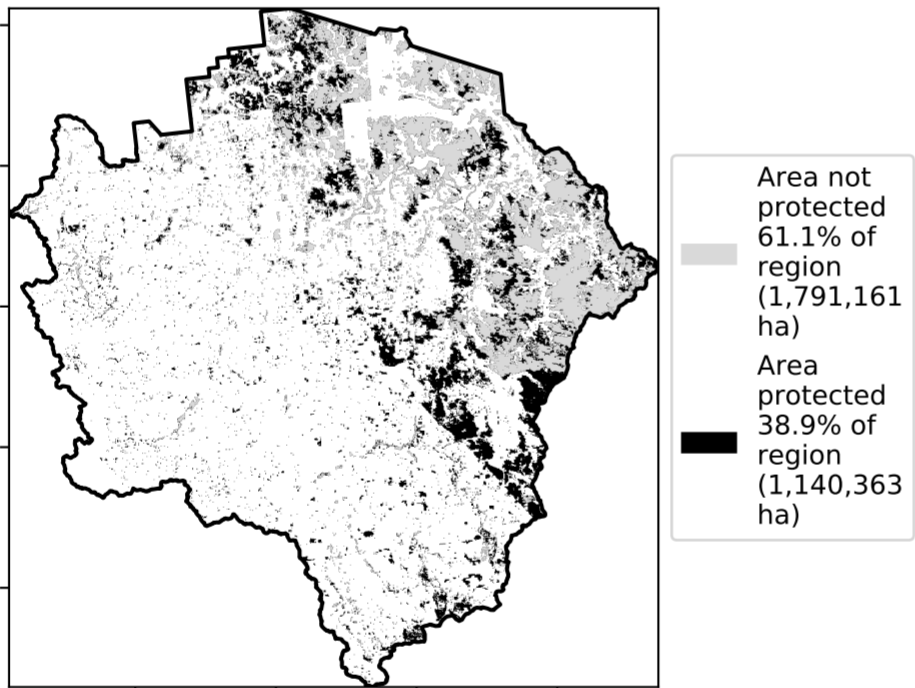 Area not
protected
61.1% of
region
(1,791,161
ha)
Area
protected
38.9% of
region
(1,140,363
ha)